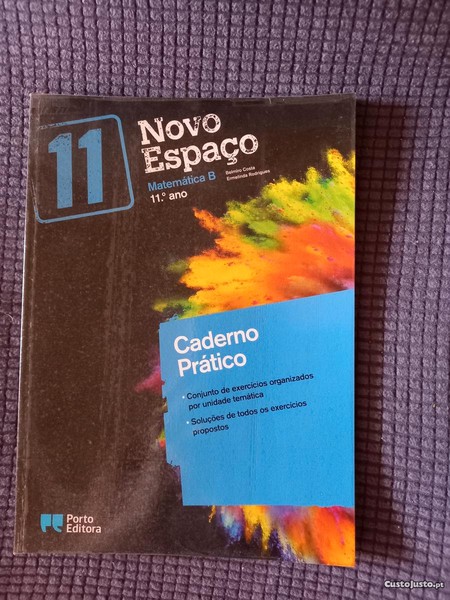 11
Novo
Espaço
Matemática B
11.º ano
Belmiro Costa
Ermelinda Rodrigues
Caderno
Prático
• Conjunto de exercícios organizados
por unidade temática
• Soluções de todos os exercícios
propostos
Porto
Editora
CustoJusto.pt